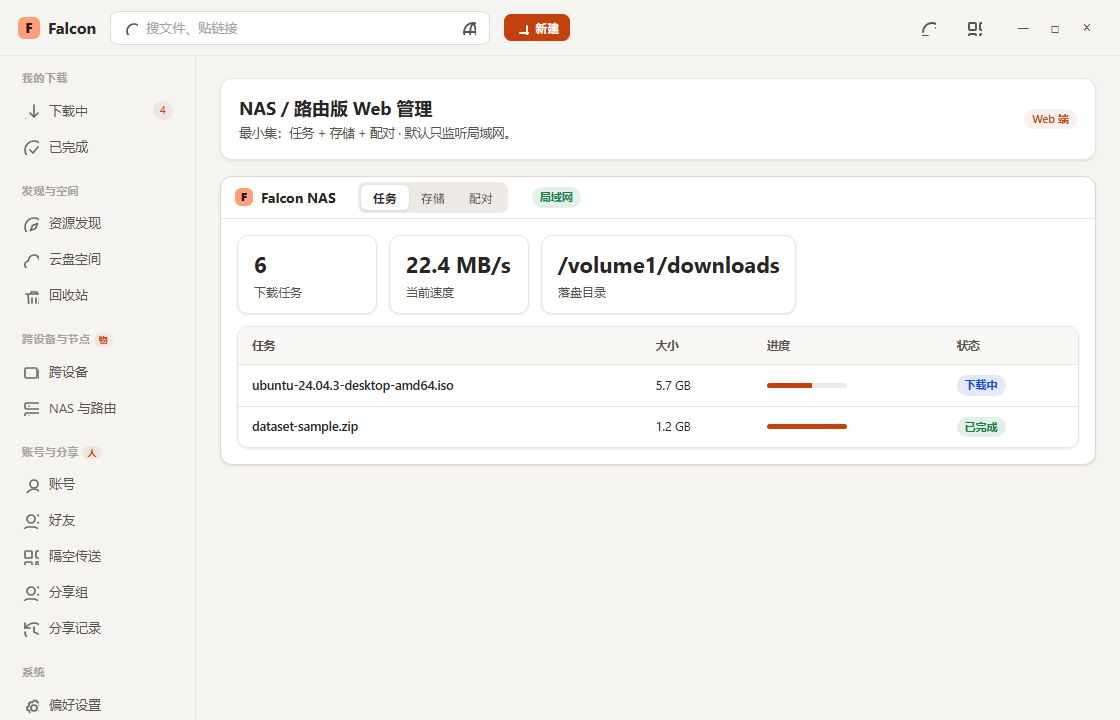 F Falcon
搜文件、贴链接
新建
我的下载
下载中 4
已完成
发现与空间
资源发现
云盘空间
回收站
跨设备与节点 物
跨设备
NAS 与路由
账号与分享 人
账号
好友
隔空传送
分享组
分享记录
系统
偏好设置
NAS / 路由版 Web 管理
最小集：任务 + 存储 + 配对 · 默认只监听局域网。
Web 端
F Falcon NAS 任务 存储 配对 局域网
6
下载任务
22.4 MB/s
当前速度
/volume1/downloads
落盘目录
任务 大小 进度 状态
ubuntu-24.04.3-desktop-amd64.iso 5.7 GB 下载中
dataset-sample.zip 1.2 GB 已完成